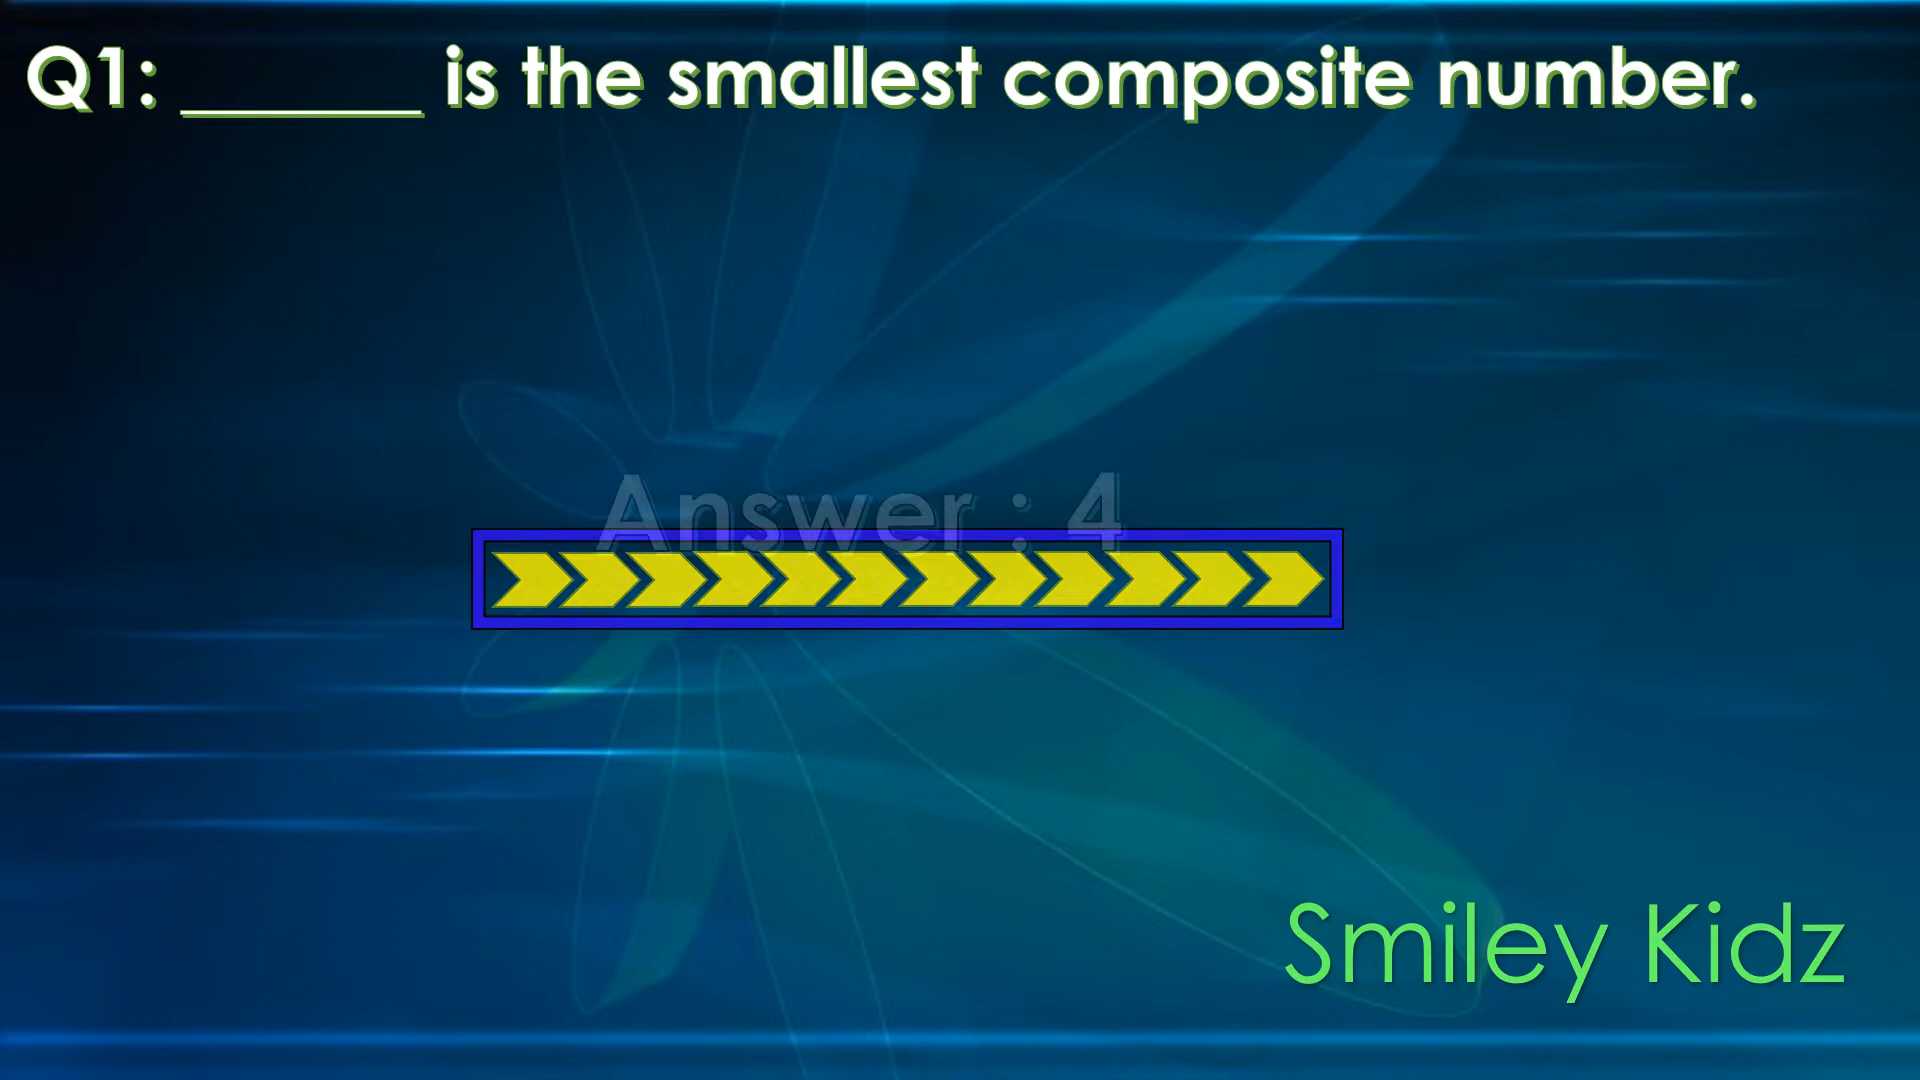 Q1: ______ is the smallest composite number.
Answer : 4
Smiley Kidz